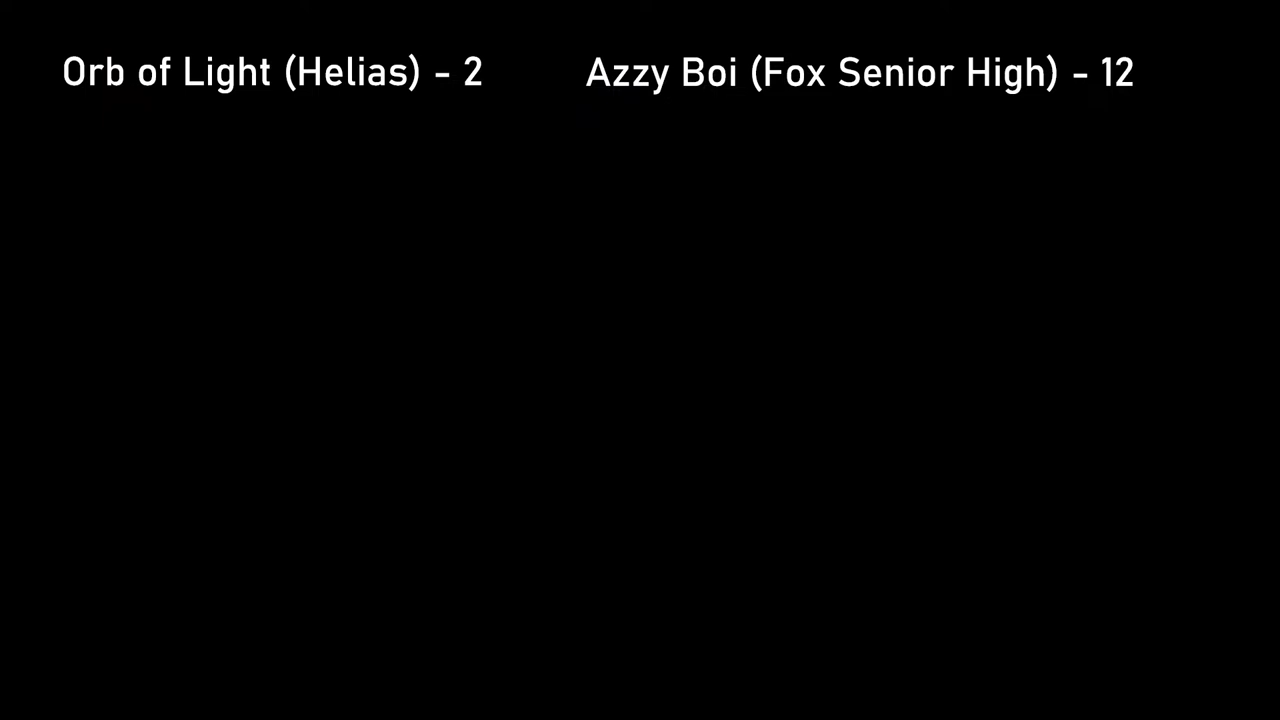 Orb of Light (Helias) - 2
Azzy Boi (Fox Senior High) - 12